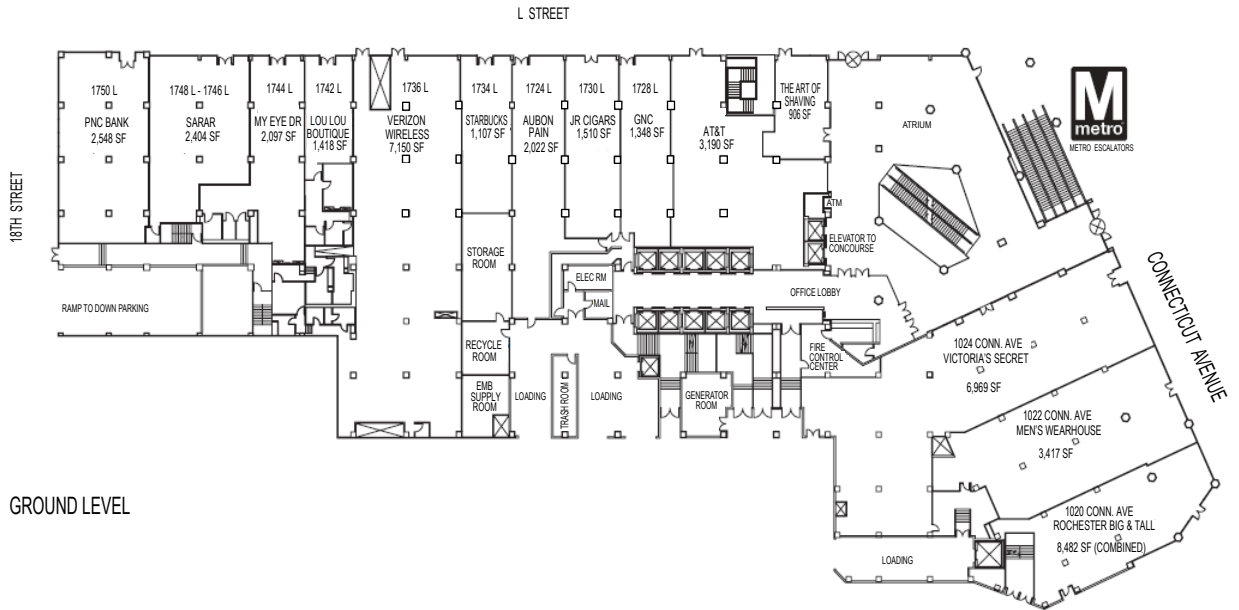 L STREET
18TH STREET
1750 L
PNC BANK
2,548 SF
1748 L - 1746 L
SARAR
2,404 SF
1744 L
MY EYE DR
2,097 SF
1742 L
LOU LOU
BOUTIQUE
1,418 SF
1736 L
VERIZON
WIRELESS
7,150 SF
1734 L
STARBUCKS
1,107 SF
1724 L
AUBON
PAIN
2,022 SF
1730 L
JR CIGARS
1,510 SF
1728 L
GNC
1,348 SF
AT&T
3,190 SF
THE ART OF
SHAVING
906 SF
ATRIUM
M
metro
METRO ESCALATORS
ATM
ELEVATOR TO
CONCOURSE
STORAGE
ROOM
ELEC RM
MAIL
OFFICE LOBBY
RAMP TO DOWN PARKING
RECYCLE
ROOM
EMB
SUPPLY
ROOM
LOADING
TRASH ROOM
LOADING
GENERATOR
ROOM
FIRE
CONTROL
CENTER
CONNECTICUT AVENUE
1024 CONN. AVE
VICTORIA'S SECRET
6,969 SF
1022 CONN. AVE
MEN'S WEARHOUSE
3,417 SF
1020 CONN. AVE
ROCHESTER BIG & TALL
8,482 SF (COMBINED)
LOADING
GROUND LEVEL